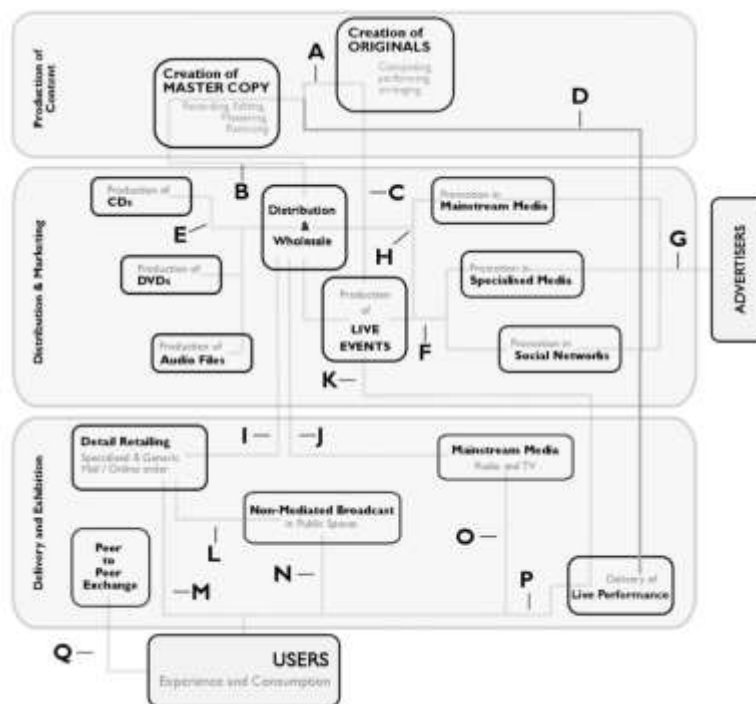 Production of
Content
A
Creation of
ORIGINALS
Composing
performing
arranging
Creation of
MASTER COPY
Recording, Editing,
Mastering
D
Distribution & Marketing
Production of
CDs
B
C
E
Distribution
&
Wholesale
H
Promotion in
Mainstream Media
G
ADVERTISERS
Production of
DVDs
Promotion in
Specialised Media
Production of
LIVE
EVENTS
Production of
Audio Files
F
Promotion in
Social Networks
K
Delivery and Exhibition
Detail Retailing
Specialised & Generic
Mail / Online order
I
J
Mainstream Media
Radio and TV
Non-Mediated Broadcast
in Public Spaces
Peer
to
Peer
Exchange
L
O
N
M
P
Delivery of
Live Performance
Q
USERS
Experience and Consumption